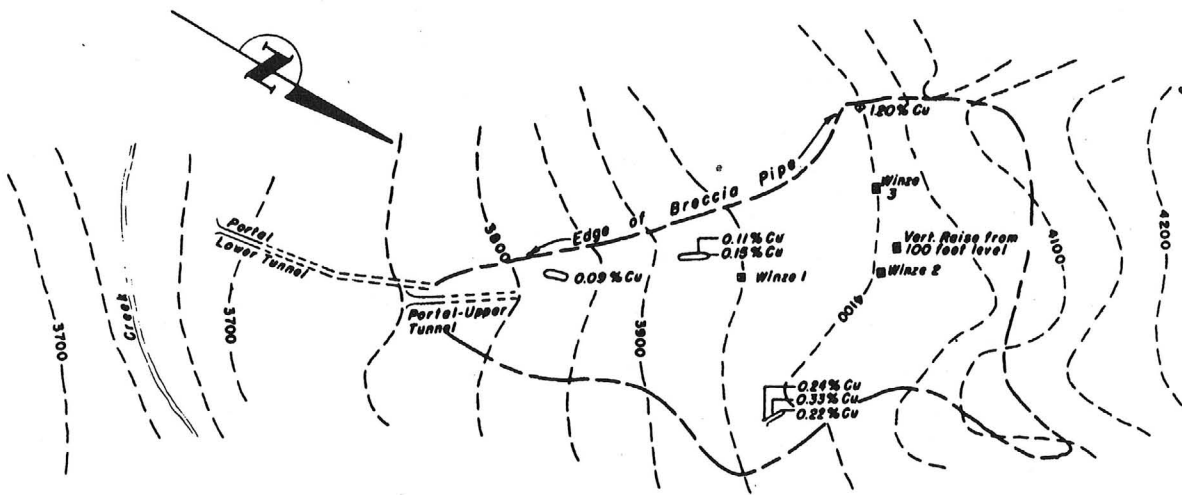 N
1.20% Cu
Edge of Breccia Pipe
Winze
3
3800
0.11% Cu
0.15% Cu
Vert. Raise from
100 foot level
4100
4200
Portal
Lower Tunnel
0.09% Cu
Winze 1
Winze 2
Portal-Upper
Tunnel
4100
Creek
3700
3700
3900
0.24% Cu
0.33% Cu
0.22% Cu